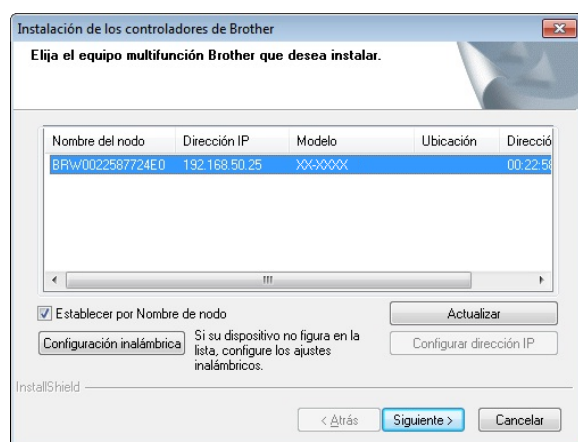 Instalación de los controladores de Brother
Elija el equipo multifunción Brother que desea instalar.
Nombre del nodo Dirección IP Modelo Ubicación Direcció
BRW0022587724E0 192.168.50.25 XX-XXXX 00:22:58
Establecer por Nombre de nodo
Actualizar
Configuración inalámbrica
Si su dispositivo no figura en la
lista, configure los ajustes
inalámbricos.
Configurar dirección IP
InstallShield
< Atrás Siguiente > Cancelar